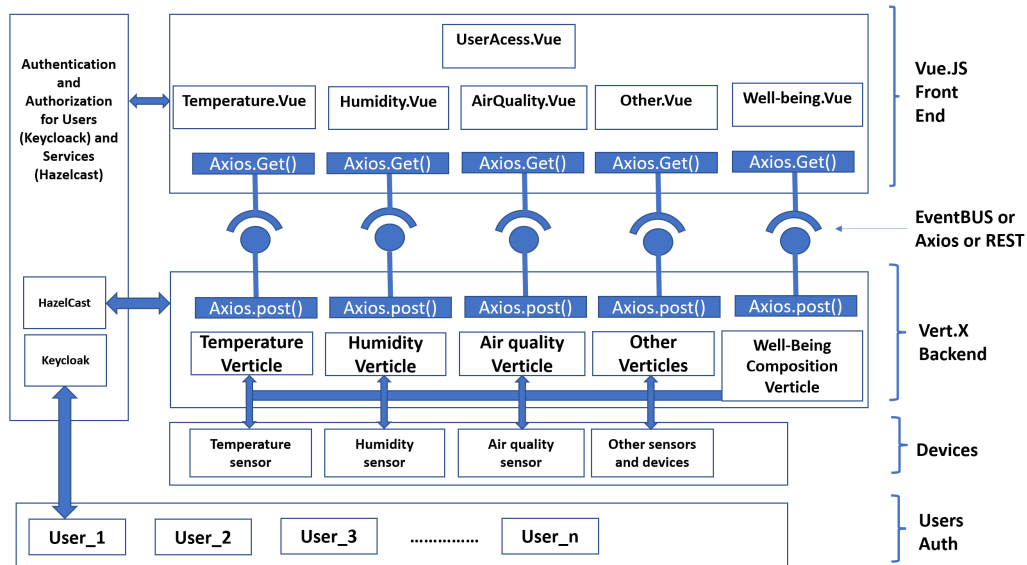 UserAcess.Vue
Authentication
and
Authorization
for Users
(Keycloack) and
Services
(Hazelcast)
Vue.JS
Front
End
Temperature.Vue
Humidity.Vue
AirQuality.Vue
Other.Vue
Well-being.Vue
Axios.Get()
Axios.Get()
Axios.Get()
Axios.Get()
Axios.Get()
EventBUS or
Axios or REST
HazelCast
Keycloak
Axios.post()
Axios.post()
Axios.post()
Axios.post()
Axios.post()
Temperature
Verticle
Humidity
Verticle
Air quality
Verticle
Other
Verticles
Well-Being
Composition
Verticle
Vert.X
Backend
Temperature
sensor
Humidity
sensor
Air quality
sensor
Other sensors
and devices
Devices
User_1
User_2
User_3
...............
User_n
Users
Auth